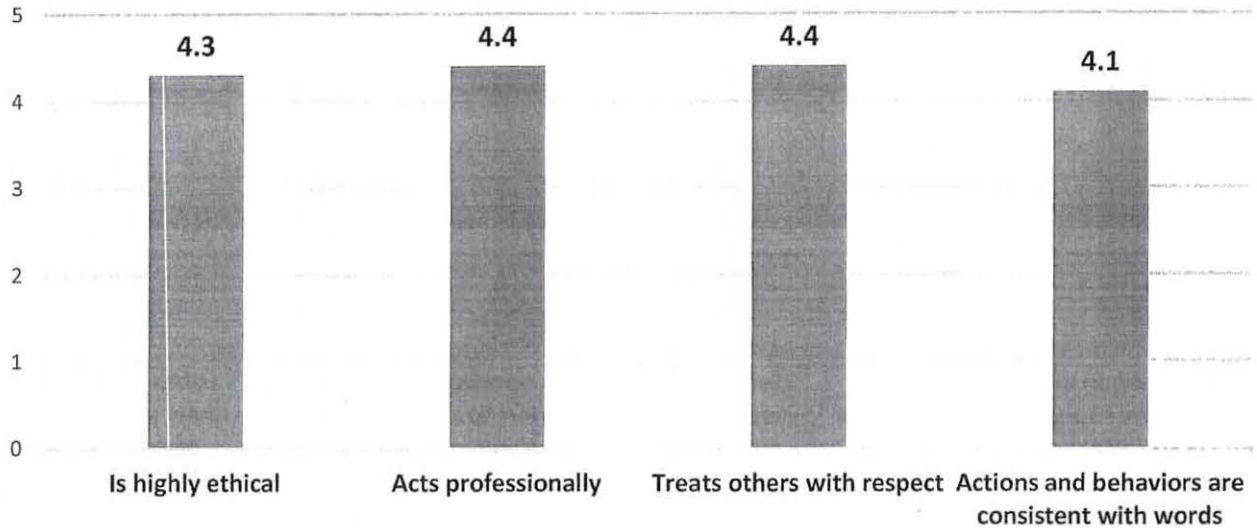 5
4.3
4.4
4.4
4.1
4
3
2
1
0
Is highly ethical
Acts professionally
Treats others with respect
Actions and behaviors are
consistent with words